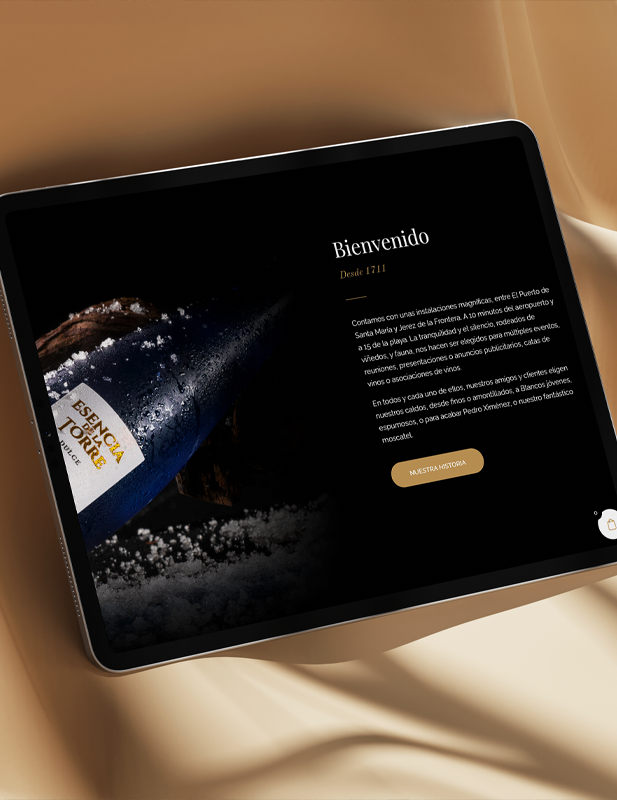 Bienvenido
Desde 1711
Contamos con unas instalaciones magníficas, entre El Puerto de
Santa María y Jerez de la Frontera. A 10 minutos del aeropuerto y
a 15 de la playa. La tranquilidad y el silencio, rodeados de
viñedos, y fauna, nos hacen ser elegidos para múltiples eventos,
reuniones, presentaciones o anuncios publicitarios, catas de
vinos o asociaciones de vinos.
En todos y cada uno de ellos, nuestros amigos y clientes eligen
nuestros caldos, desde finos o amontillados, a Blancos jóvenes,
espumosos, o para acabar Pedro Ximénez, o nuestro fantástico
moscatel.
NUESTRA HISTORIA
ESENCIA
DE LA
TORRE
DULCE
0